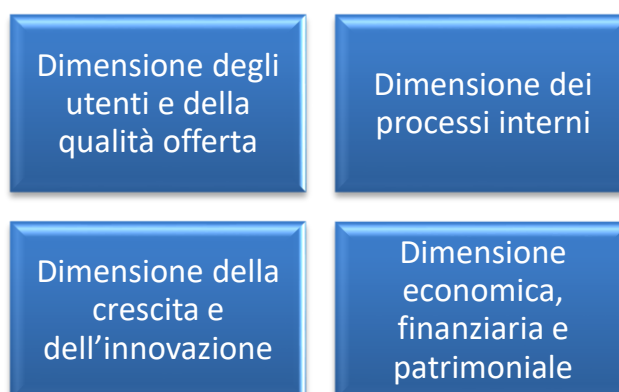 Dimensione degli
utenti e della
qualità offerta
Dimensione dei
processi interni
Dimensione della
crescita e
dell’innovazione
Dimensione
economica,
finanziaria e
patrimoniale